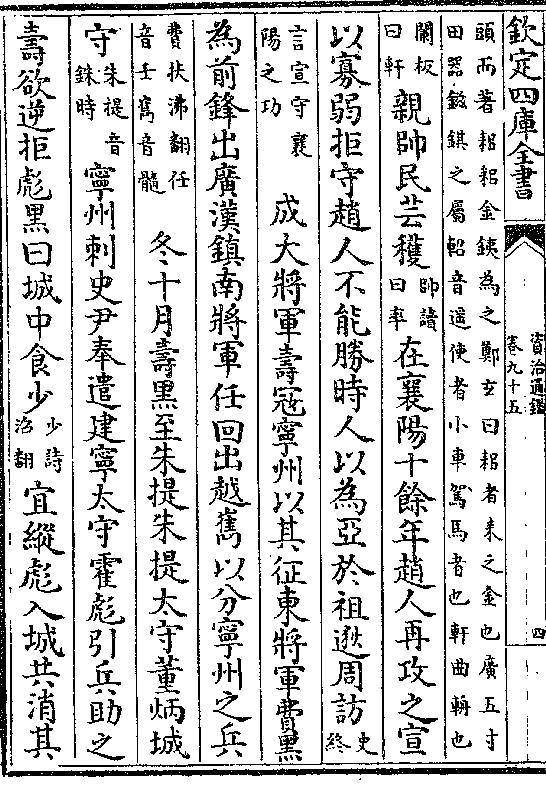 欽定四庫全書
資治通鑑
卷九十五
四
頭而著耜耜金鐵為之鄭玄曰耜者耒之金也廣五寸
田器鎡錤之屬軺音遥使者小車駕馬者也軒曲輈也
闌板
曰軒
親帥民芸穫
帥讀
曰率
在襄陽十餘年趙人再攻之宣
以寡弱拒守趙人不能勝時人以為亞於祖逖周訪
史
終
言宣守襄
陽之功
成大將軍壽寇寧州以其征東將軍費黑
為前鋒出廣漢鎮南將軍任回出越巂以分寧州之兵
費扶沸翻任
音壬巂音髓
冬十月壽黑至朱提朱提太守董炳城
守
朱提音
銖時
寧州刺史尹奉遣建寧太守霍彪引兵助之
壽欲逆拒彪黑曰城中食少
少詩
沼翻
宜縱彪入城共消其